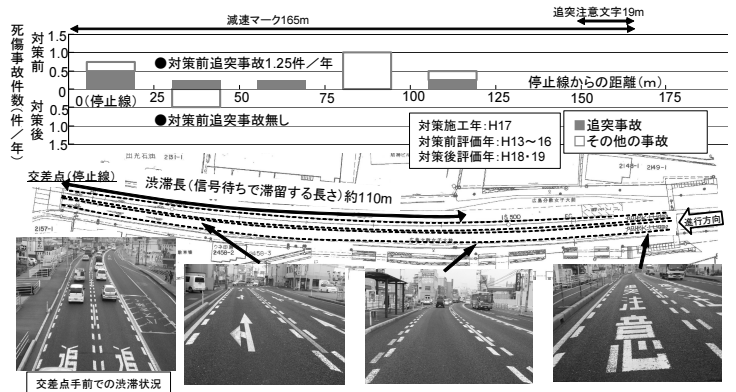 減速マーク165m
追突注意文字19m
死傷事故件数(件/年)
対策前
対策後
1.5
1.0
0.5
0
0.5
1.0
1.5
●対策前追突事故1.25件/年
停止線からの距離(m)
0(停止線)
25
50
75
100
125
150
175
●対策前追突事故無し
対策施工年:H17
対策前評価年:H13~16
対策後評価年:H18・19
追突事故
その他の事故
交差点(停止線)
渋滞長(信号待ちで滞留する長さ)約110m
2157-1
2149-1
進行方向
追
追
注意
交差点手前での渋滞状況